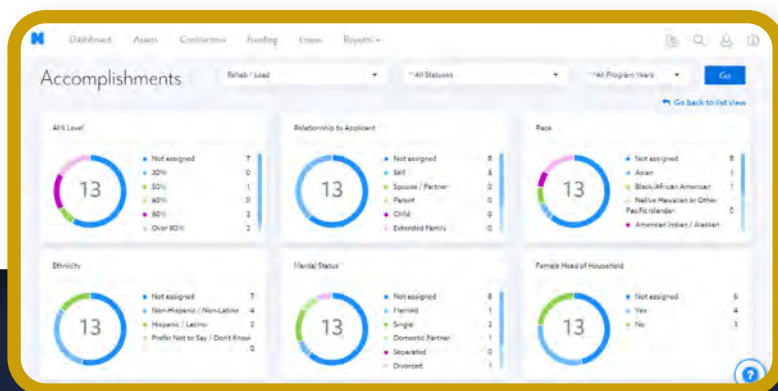 N Dashboard Assets Contractors Funding Loans Reports
Accomplishments Rehab / Lead **All Statuses **All Program Years Go
Go back to list view
AMI Level
13
Not assigned 7
30% 0
50% 1
60% 0
80% 3
Over 80% 2
Relationship to Applicant
13
Not assigned 8
Self 5
Spouse / Partner 0
Parent 0
Child 0
Extended Family 0
Race
13
Not assigned 8
Asian 1
Black/African American 1
Native Hawaiian or Other
Pacific Islander 0
American Indian / Alaskan
Ethnicity
13
Not assigned 7
Non-Hispanic / Non-Latino 4
Hispanic / Latino 2
Prefer Not to Say / Don't Know
0
Marital Status
13
Not assigned 8
Married 1
Single 2
Domestic Partner 1
Separated 0
Divorced 1
Female Head of Household
13
Not assigned 6
Yes 4
No 3
?